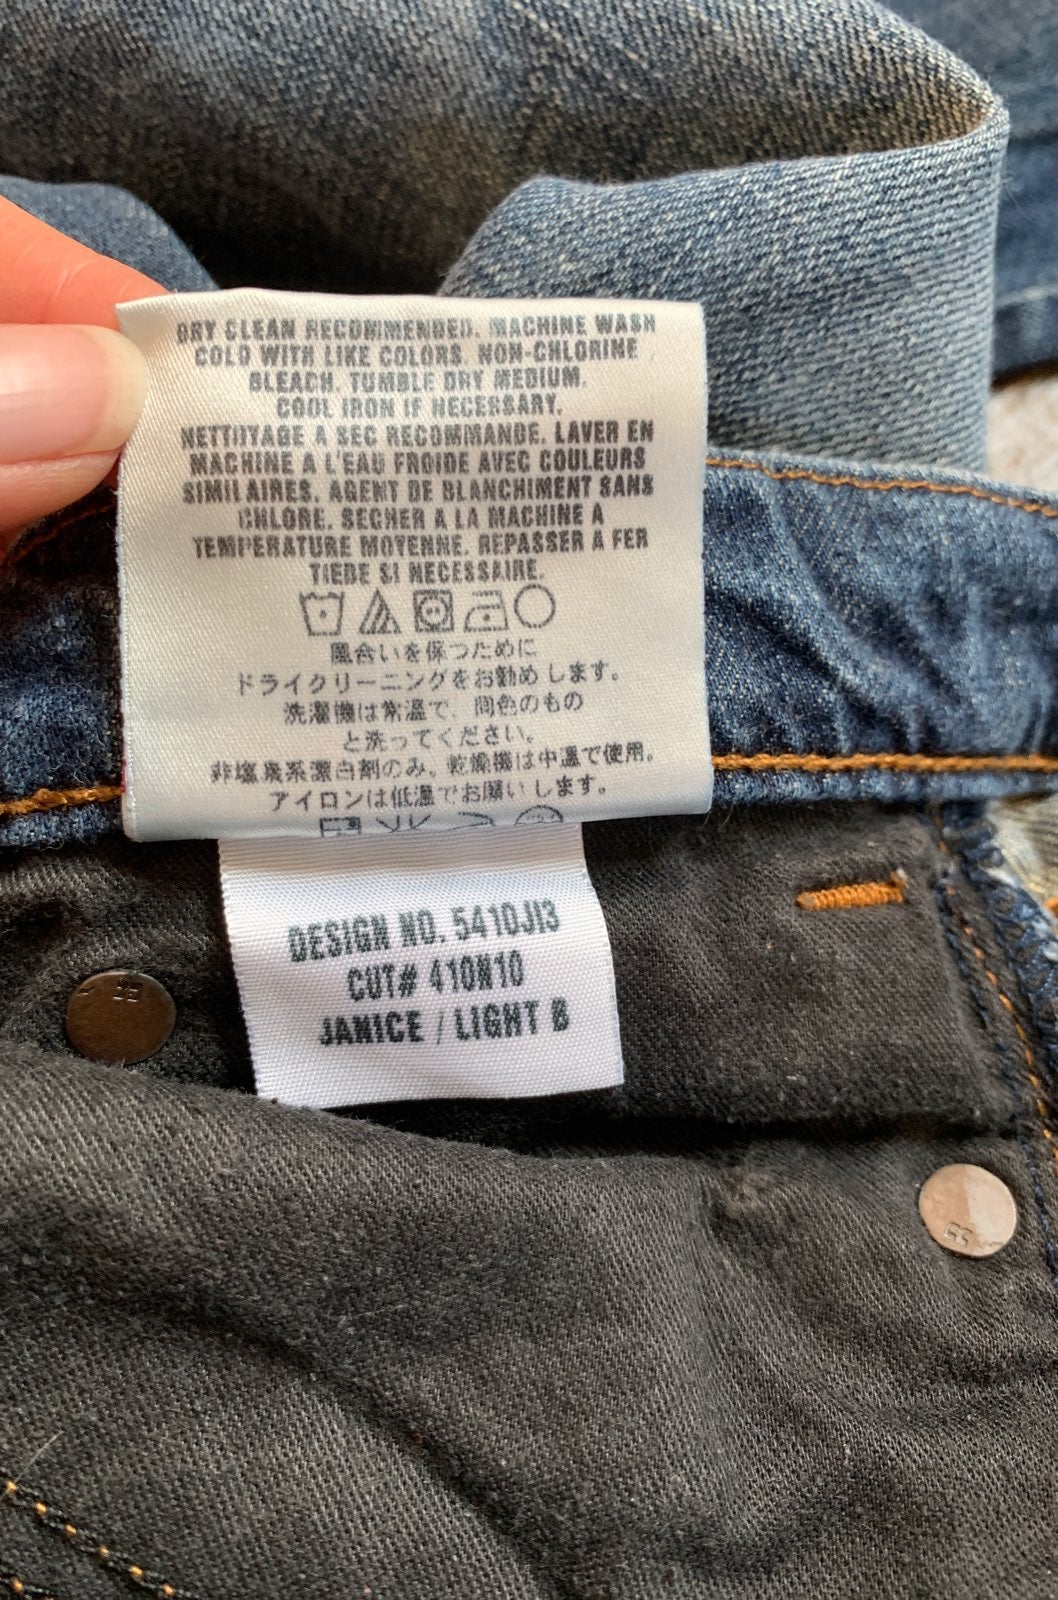 DRY CLEAN RECOMMENDED. MACHINE WASH
COLD WITH LIKE COLORS. NON-CHLORINE
BLEACH. TUMBLE DRY MEDIUM.
COOL IRON IF NECESSARY.
NETTOYAGE A SEC RECOMMANDE. LAVER EN
MACHINE A L'EAU FROIDE AVEC COULEURS
SIMILAIRES. AGENT DE BLANCHIMENT SANS
CHLORE. SECHER A LA MACHINE A
TEMPERATURE MOYENNE. REPASSER A FER
TIEDE SI NECESSAIRE.
風合いを保つために
ドライクリーニングをお勧めします。
洗濯機は常温で、同色のもの
と洗ってください。
非塩素系漂白剤のみ。乾燥機は中温で使用。
アイロンは低温でお願いします。
DESIGN NO. 5410JI3
CUT# 410N10
JANICE / LIGHT B